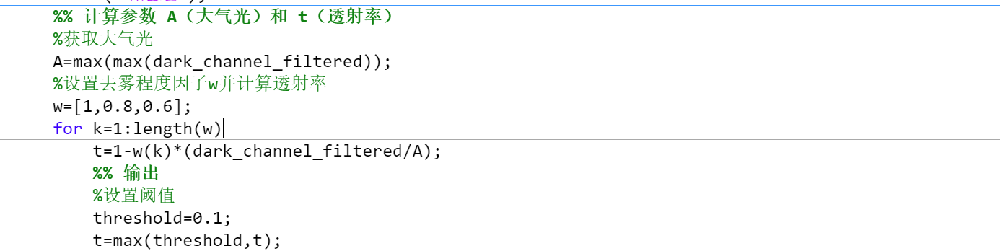 %% 计算参数 A（大气光）和 t（透射率）
%获取大气光
A=max(max(dark_channel_filtered));
%设置去雾程度因子w并计算透射率
w=[1,0.8,0.6];
for k=1:length(w)
t=1-w(k)*(dark_channel_filtered/A);
%% 输出
%设置阈值
threshold=0.1;
t=max(threshold,t);